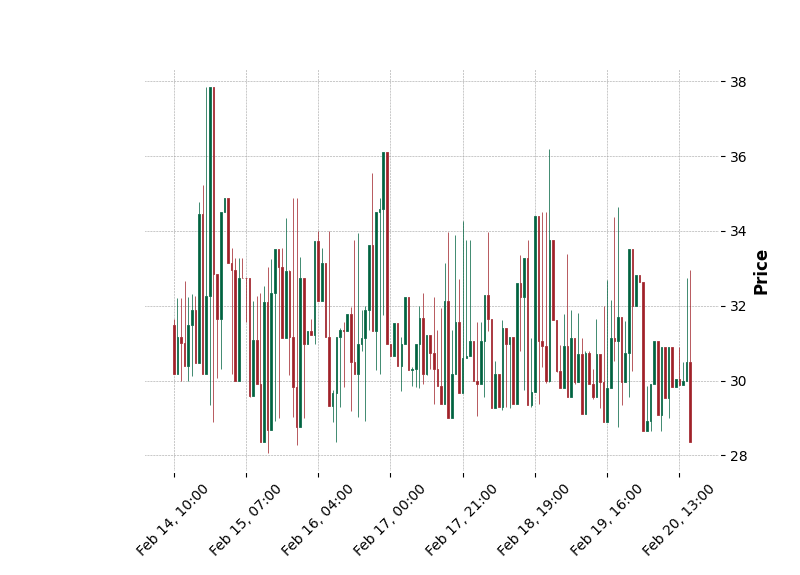 38
36
34
32
30
28
Price
Feb 14, 10:00
Feb 15, 07:00
Feb 16, 04:00
Feb 17, 00:00
Feb 17, 21:00
Feb 18, 19:00
Feb 19, 16:00
Feb 20, 13:00